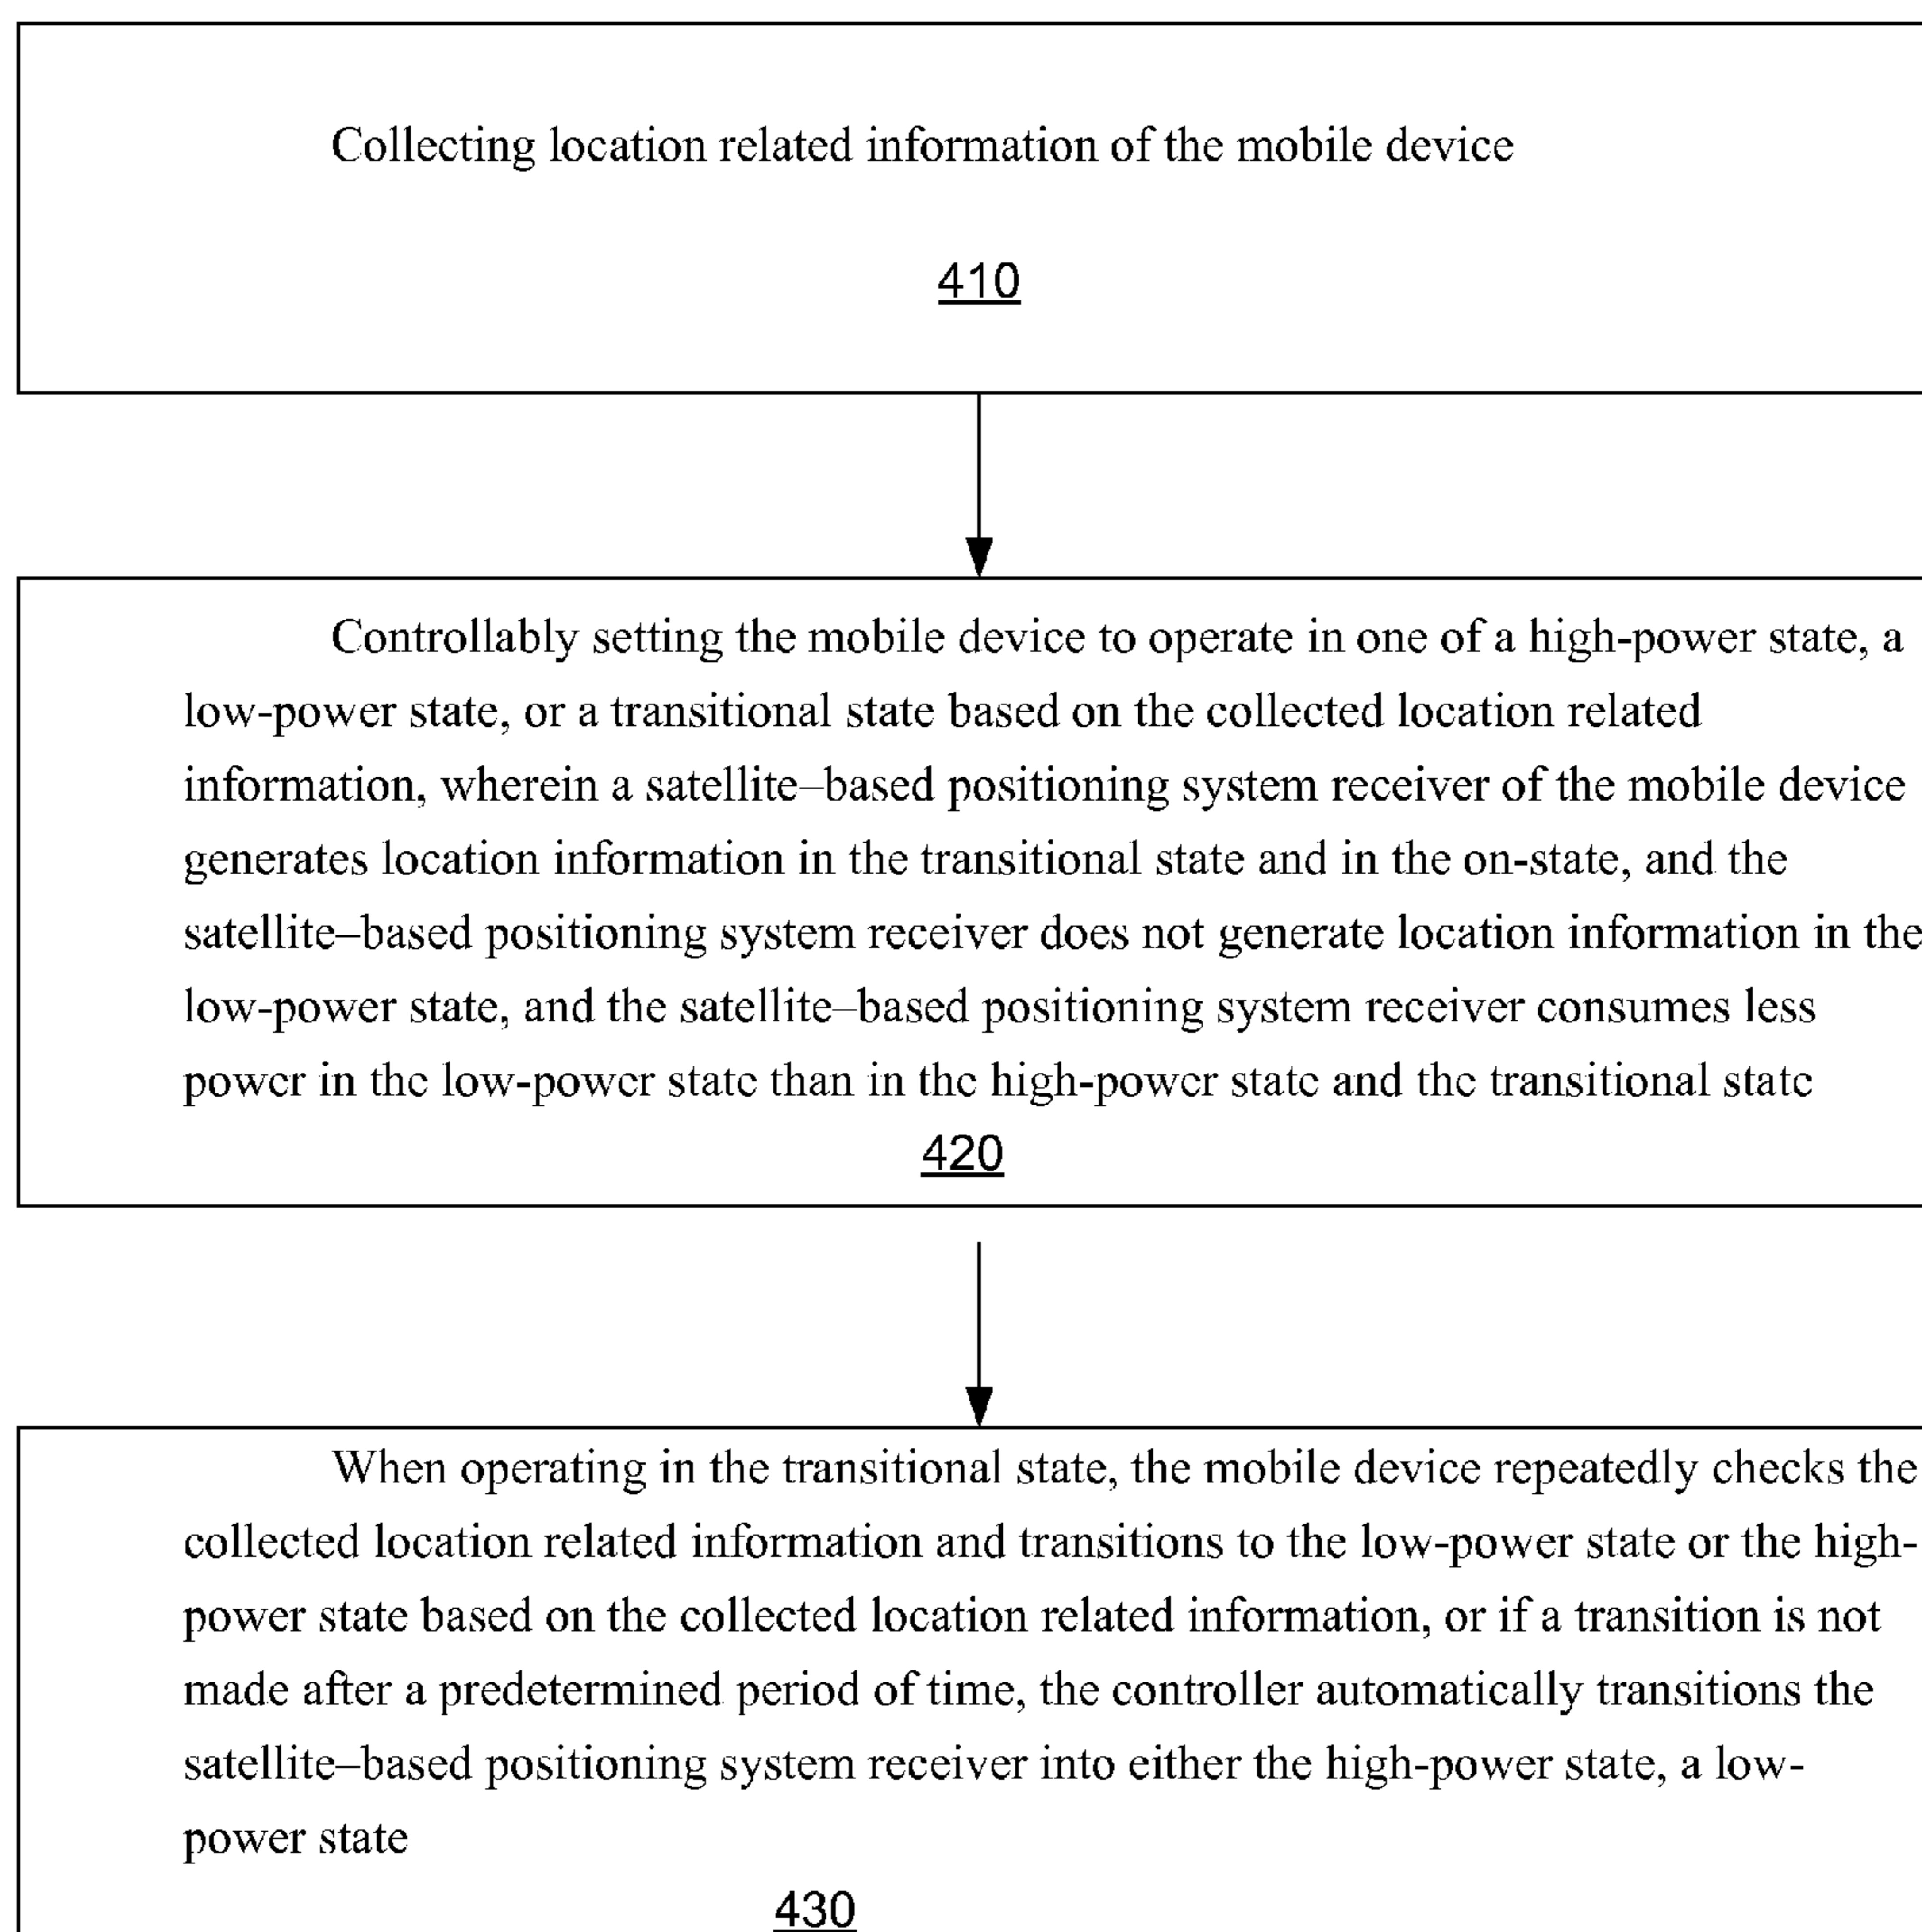 Collecting location related information of the mobile device
410
Controllably setting the mobile device to operate in one of a high-power state, a
low-power state, or a transitional state based on the collected location related
information, wherein a satellite–based positioning system receiver of the mobile device
generates location information in the transitional state and in the on-state, and the
satellite–based positioning system receiver does not generate location information in the
low-power state, and the satellite–based positioning system receiver consumes less
power in the low-power state than in the high-power state and the transitional state
420
When operating in the transitional state, the mobile device repeatedly checks the
collected location related information and transitions to the low-power state or the high-
power state based on the collected location related information, or if a transition is not
made after a predetermined period of time, the controller automatically transitions the
satellite–based positioning system receiver into either the high-power state, a low-
power state
430